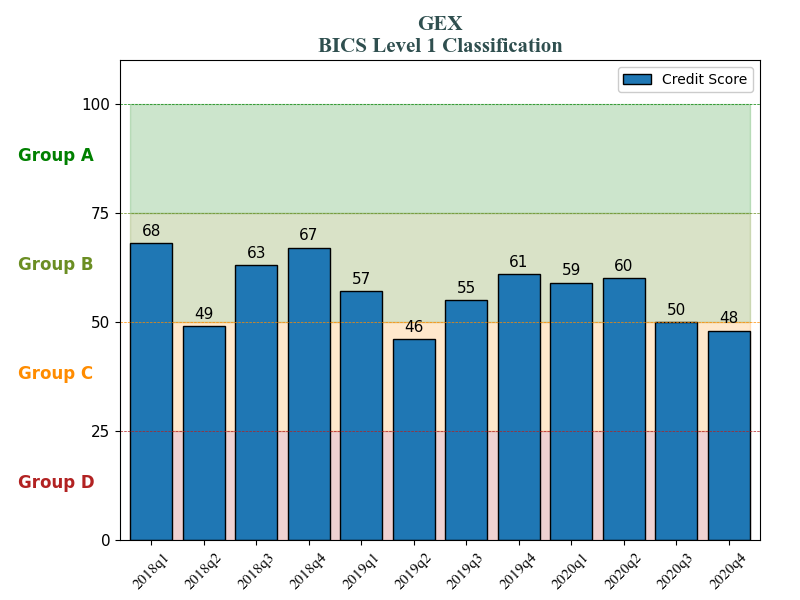 GEX
BICS Level 1 Classification
Credit Score
100
Group A
75
68
49
63
67
57
46
55
61
59
60
50
48
Group B
50
Group C
25
Group D
0
2018q1
2018q2
2018q3
2018q4
2019q1
2019q2
2019q3
2019q4
2020q1
2020q2
2020q3
2020q4